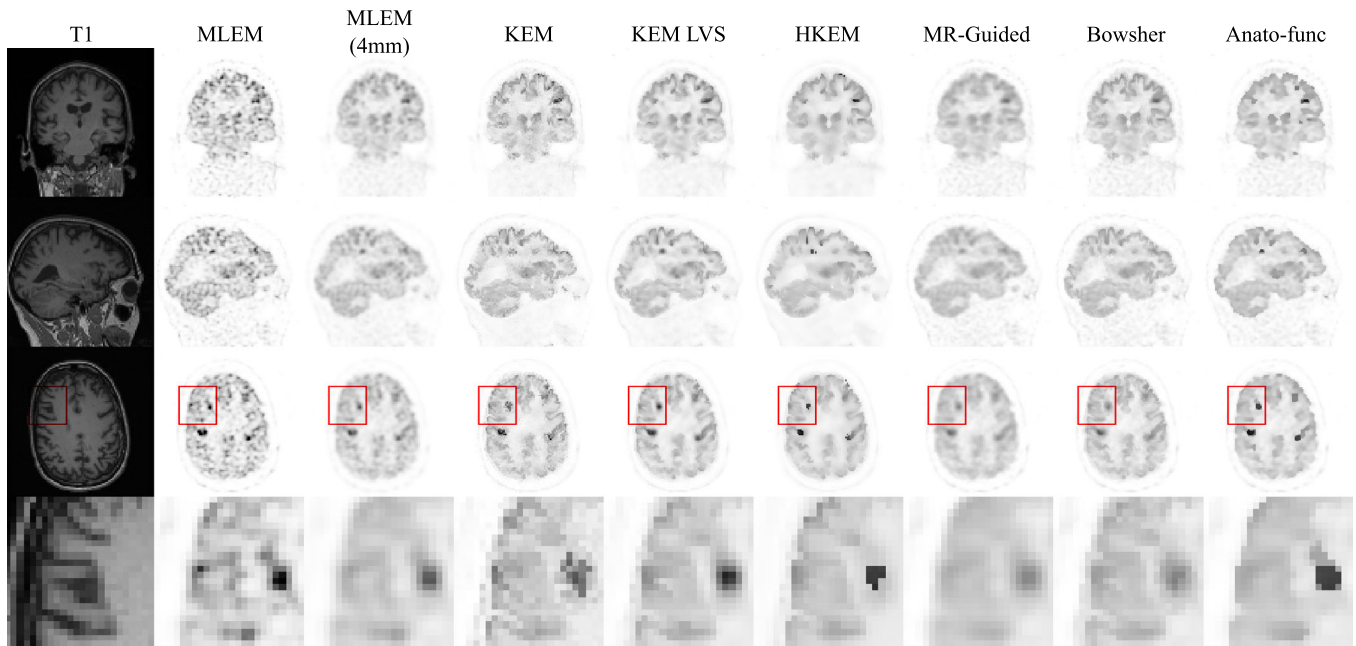 T1
MLEM
MLEM
(4mm)
KEM
KEM LVS
HKEM
MR-Guided
Bowsher
Anato-func